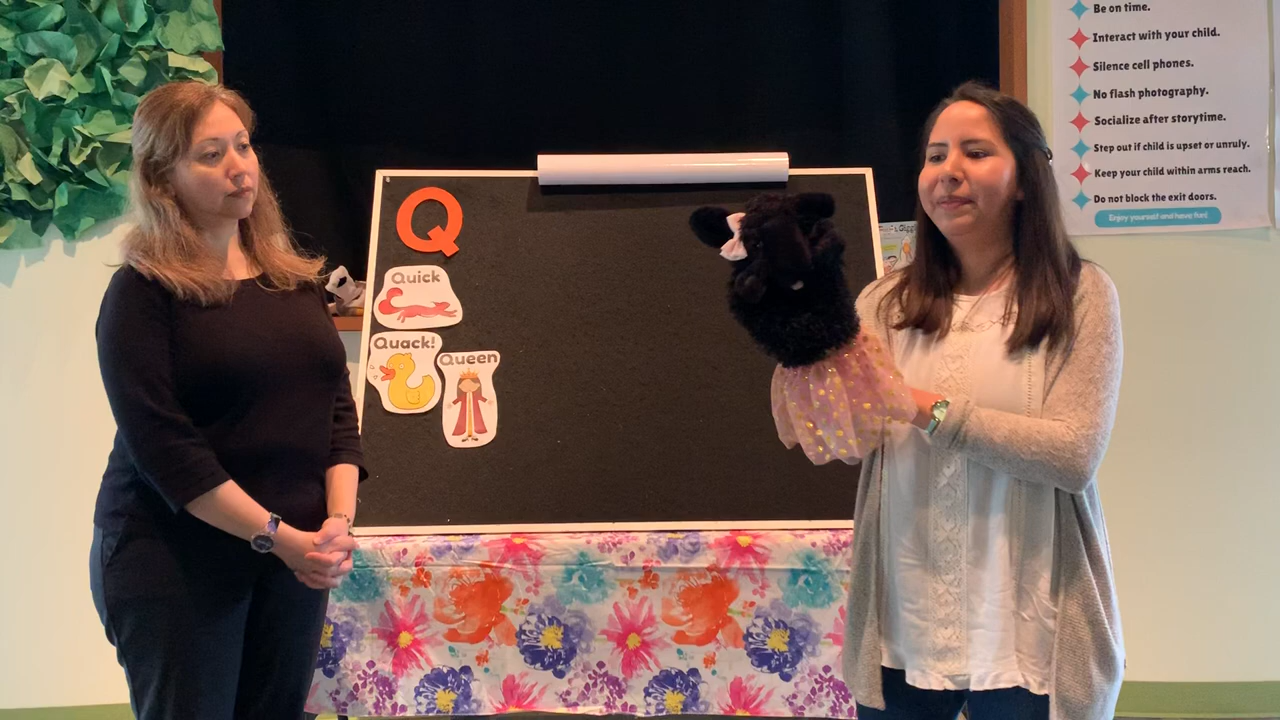 Q
Quick
Quack!
Queen
Be on time.
Interact with your child.
Silence cell phones.
No flash photography.
Socialize after storytime.
Step out if child is upset or unruly.
Keep your child within arms reach.
Do not block the exit doors.
Enjoy yourself and have fun!